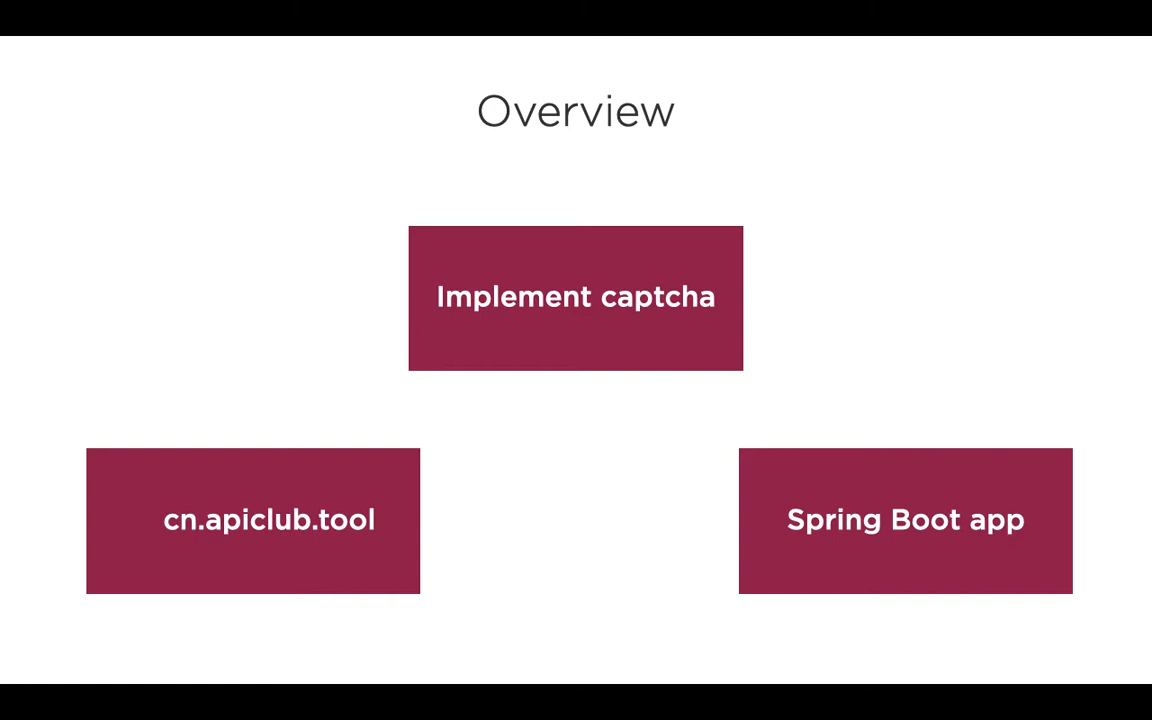 Overview
Implement captcha
cn.apiclub.tool
Spring Boot app